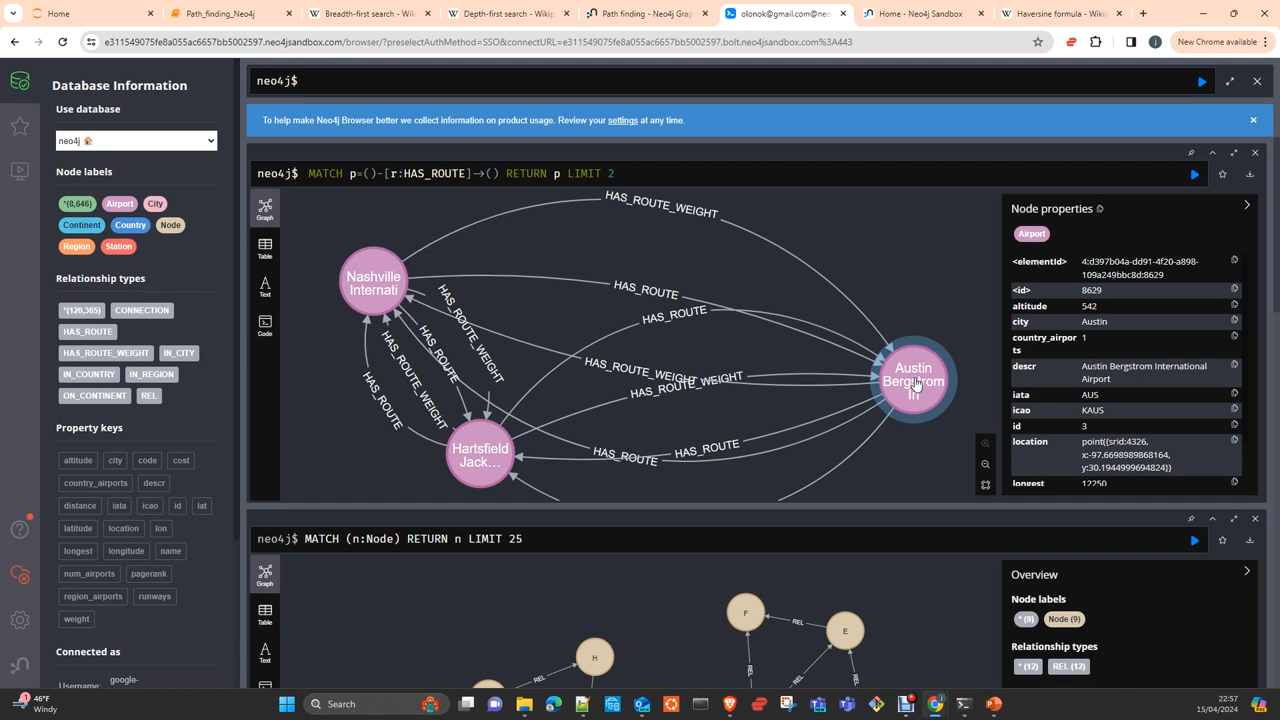 Home
Path_finding_Neo4j
Breadth-first search - Wiki
Depth-first search - Wikip
Path finding - Neo4j Gra
olonok@gmail.com@neo
Home - Neo4j Sandbox
Haversine formula - Wikip
e311549075fe8a055ac6657bb5002597.neo4jsandbox.com/browser/?preselectAuthMethod=SSO&connectURL=e311549075fe8a055ac6657bb5002597.bolt.neo4jsandbox.com%3A443
New Chrome available
Database Information
Use database
neo4j
Node labels
*(8,646)
Airport
City
Continent
Country
Node
Region
Station
Relationship types
*(120,365)
CONNECTION
HAS_ROUTE
HAS_ROUTE_WEIGHT
IN_CITY
IN_COUNTRY
IN_REGION
ON_CONTINENT
REL
Property keys
altitude
city
code
cost
country_airports
descr
distance
iata
icao
id
lat
latitude
location
lon
longest
longitude
name
num_airports
pagerank
region_airports
runways
weight
Connected as
Username:
google-
neo4j$
To help make Neo4j Browser better we collect information on product usage. Review your settings at any time.
neo4j$ MATCH p=()-[r:HAS_ROUTE]->() RETURN p LIMIT 2
Graph
Table
Text
Code
HAS_ROUTE_WEIGHT
Nashville
Internati
HAS_ROUTE
HAS_ROUTE
HAS_ROUTE_WEIGHT
HAS_ROUTE
HAS_ROUTE_WEIGHT
HAS_ROUTE
HAS_ROUTE_WEIGHT
HAS_ROUTE_WEIGHT
HAS_ROUTE
HAS_ROUTE
Hartsfield
Jack...
Austin
Bergstrom
In
Node properties
Airport
<elementId>
4:d397b04a-dd91-4f20-a898-
109a249bbc8d:8629
<id>
8629
altitude
542
city
Austin
country_airpor
ts
1
descr
Austin Bergstrom International
Airport
iata
AUS
icao
KAUS
id
3
location
point({srid:4326,
x:-97.6698989868164,
y:30.1944999694824})
longest
12250
neo4j$ MATCH (n:Node) RETURN n LIMIT 25
Graph
Table
Text
F
E
H
REL
REL
REL
REL
REL
REL
Overview
Node labels
* (9)
Node (9)
Relationship types
* (12)
REL (12)
1
46°F
Windy
Search
22:57
15/04/2024